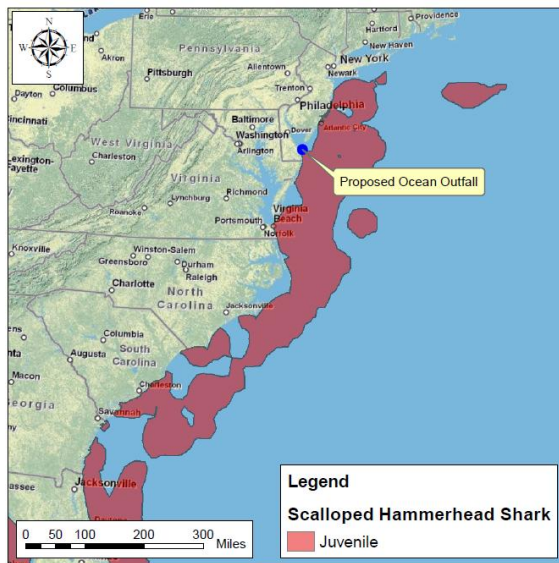 N
W E
S
Erie
Akron
Pennsylvania
Pittsburgh
Allentown
Trenton
Philadelphia
Hartford
Providence
New Haven
New York
Newark
Dayton
Columbus
Cincinnati
Lexington-
Fayette
West Virginia
Charleston
Baltimore
Washington
Arlington
Dover
Atlantic City
Proposed Ocean Outfall
Virginia
Lynchburg
Richmond
Roanoke
Portsmouth
Virginia
Beach
Norfolk
Knoxville
Winston-Salem
Greensboro
Durham
Raleigh
North
Carolina
Charlotte
Jacksonville
Columbia
South
Carolina
Augusta
Macon
Georgia
Charleston
Savannah
Jacksonville
0 50 100 200 300
Miles
Legend
Scalloped Hammerhead Shark
Juvenile